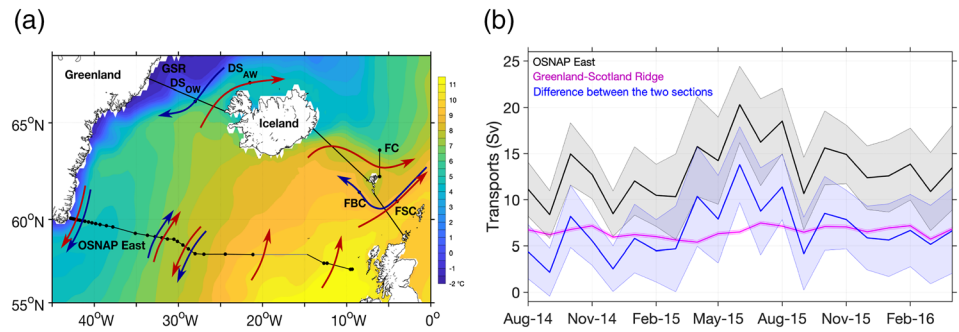 (a)
Greenland
GSR
DS_OW
DS_AW
Iceland
FC
FBC
FSC
OSNAP East
65°N
60°N
55°N
40°W
30°W
20°W
10°W
0°
11
10
9
8
7
6
5
4
3
2
1
0
-1
-2 °C
(b)
OSNAP East
Greenland-Scotland Ridge
Difference between the two sections
Transports (Sv)
25
20
15
10
5
0
Aug-14
Nov-14
Feb-15
May-15
Aug-15
Nov-15
Feb-16